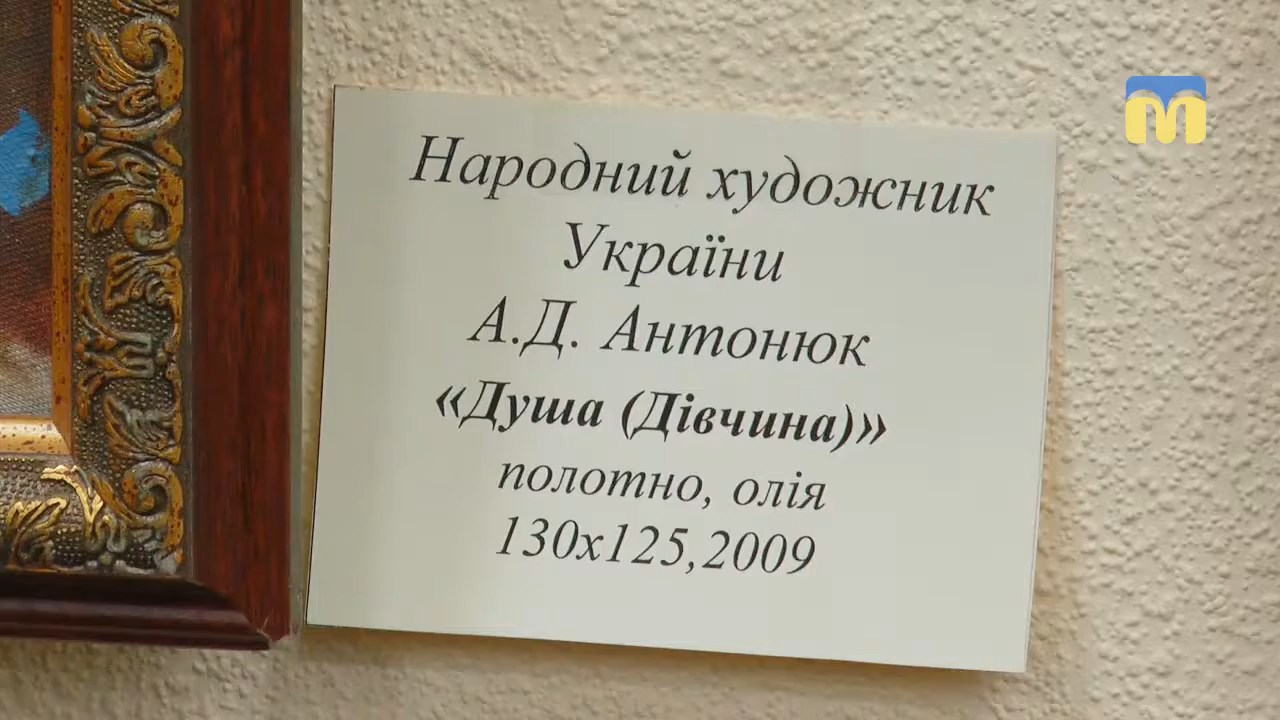 Народний художник
України
А.Д. Антонюк
«Душа (Дівчина)»
полотно, олія
130х125,2009
m